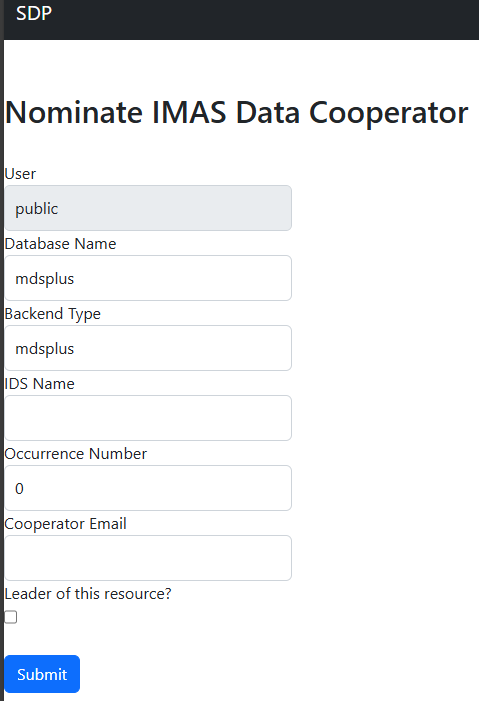 SDP
Nominate IMAS Data Cooperator
User
public
Database Name
mdsplus
Backend Type
mdsplus
IDS Name
Occurrence Number
0
Cooperator Email
Leader of this resource?
Submit